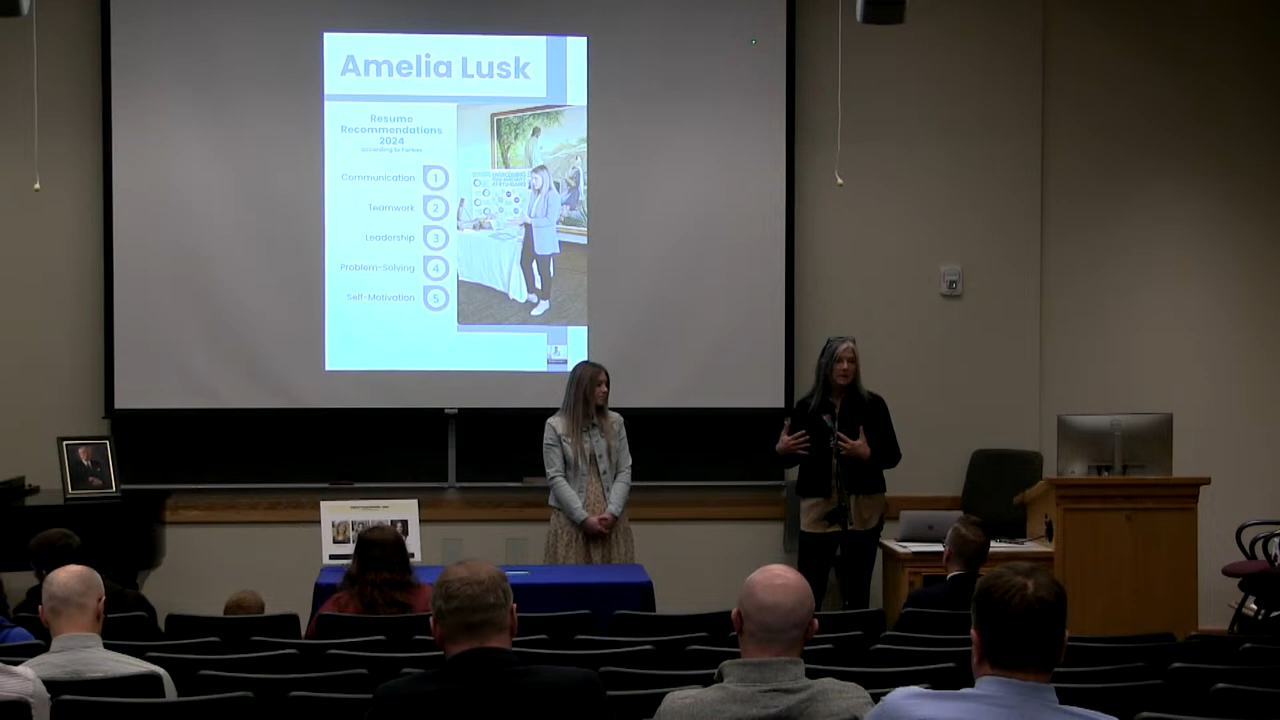 Amelia Lusk
Resume
Recommendations
2024
according to Forbes
Communication 1
Teamwork 2
Leadership 3
Problem-Solving 4
Self-Motivation 5